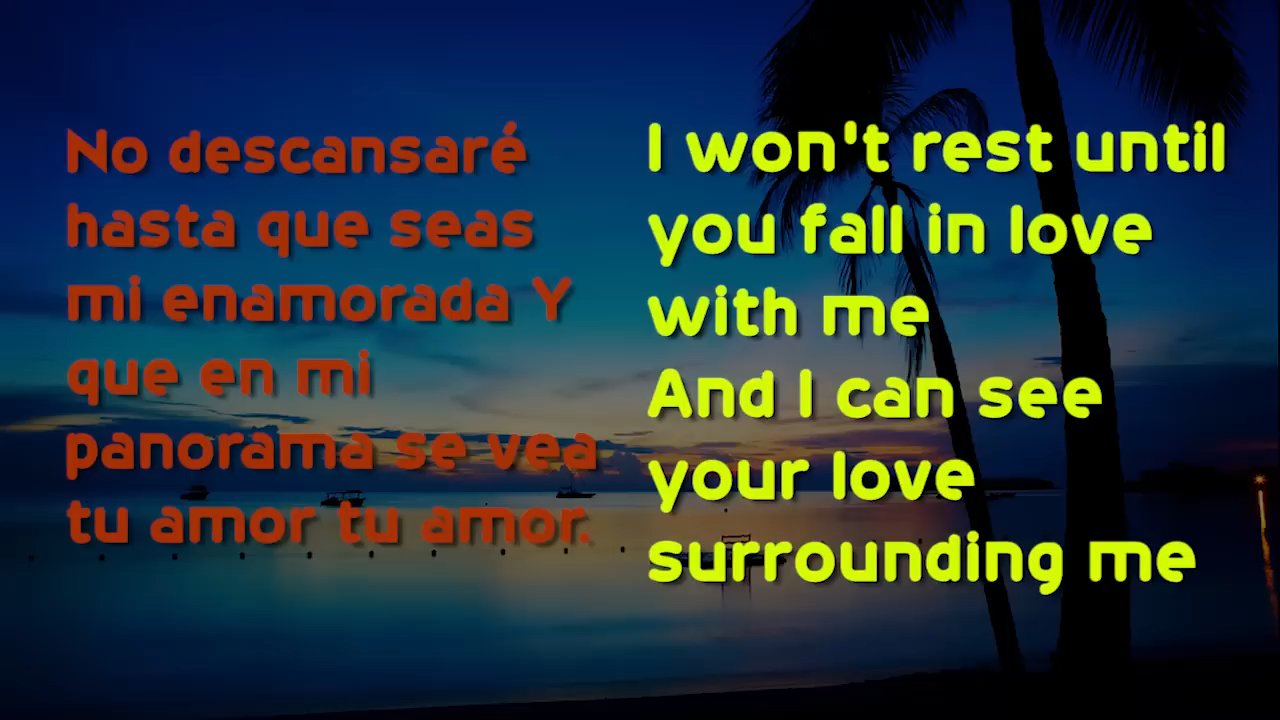 No descansaré
hasta que seas
mi enamorada Y
que en mi
panorama se vea
tu amor tu amor.
I won't rest until
you fall in love
with me
And I can see
your love
surrounding me